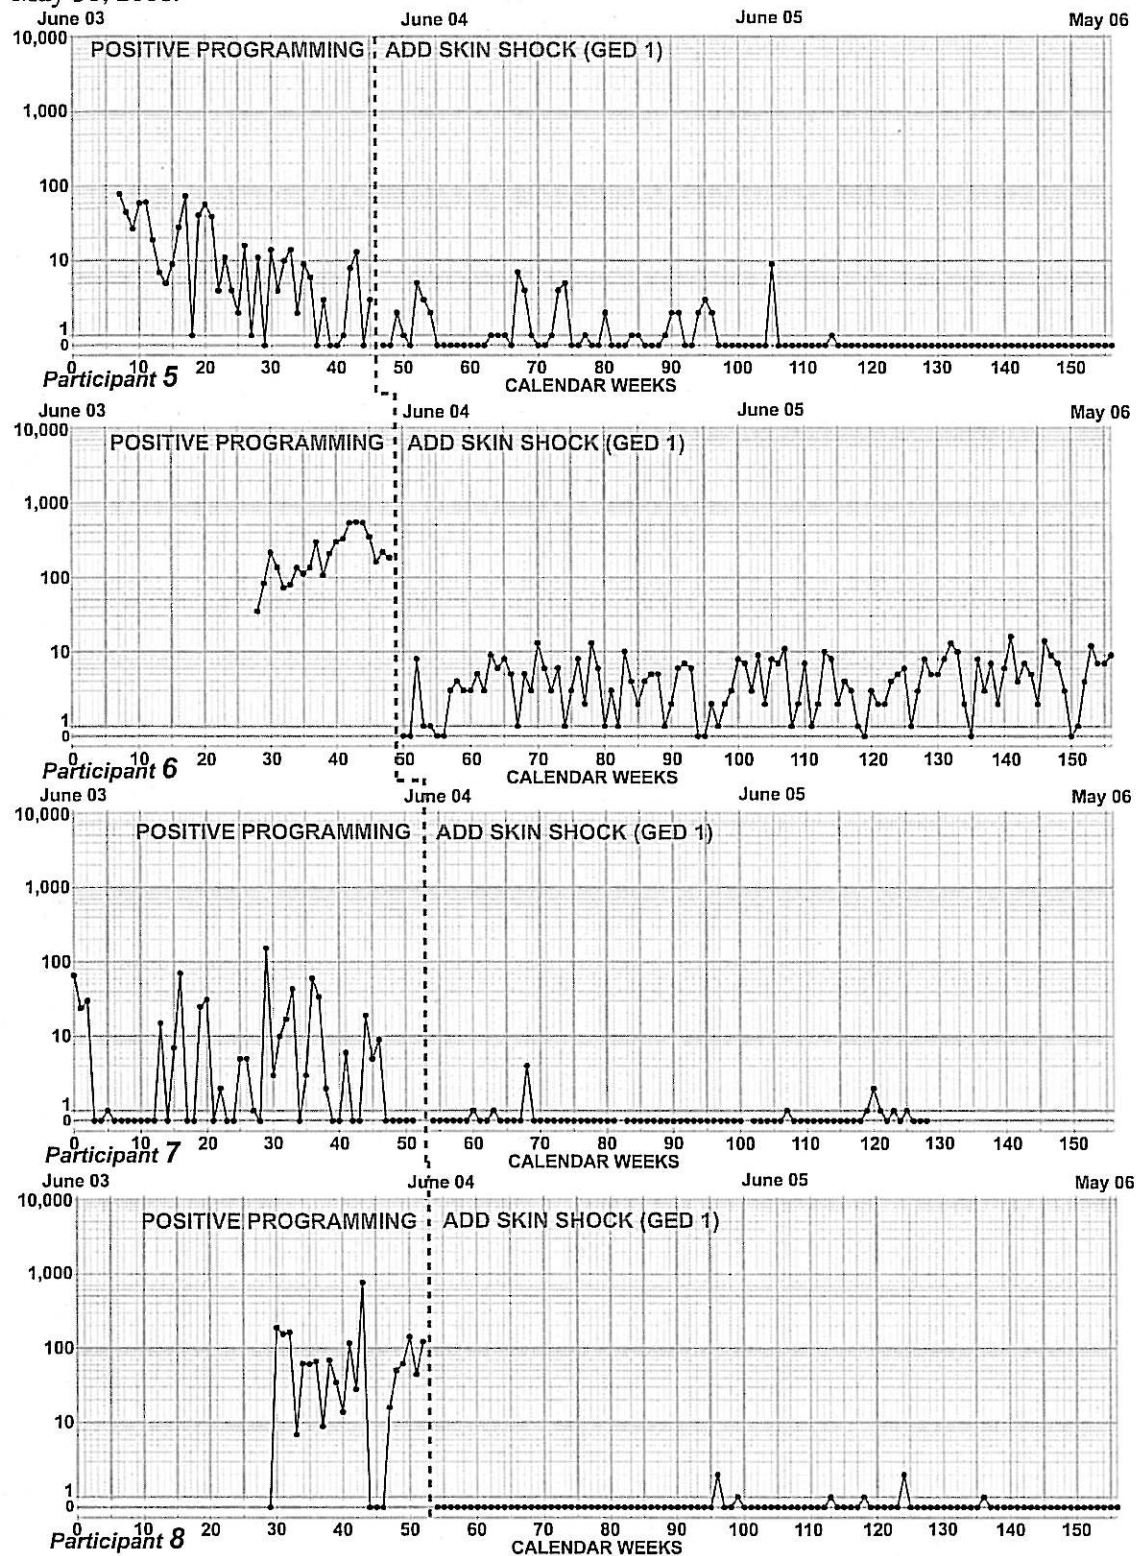 May
June 03 June 04 June 05 May 06
10,000 POSITIVE PROGRAMMING ADD SKIN SHOCK (GED 1)
1,000
100
10
1
0
0 10 20 30 40 50 60 70 80 90 100 110 120 130 140 150
Participant 5 CALENDAR WEEKS
June 03 June 04 June 05 May 06
10,000 POSITIVE PROGRAMMING ADD SKIN SHOCK (GED 1)
1,000
100
10
1
0
0 10 20 30 40 50 60 70 80 90 100 110 120 130 140 150
Participant 6 CALENDAR WEEKS
June 03 June 04 June 05 May 06
10,000 POSITIVE PROGRAMMING ADD SKIN SHOCK (GED 1)
1,000
100
10
1
0
0 10 20 30 40 50 60 70 80 90 100 110 120 130 140 150
Participant 7 CALENDAR WEEKS
June 03 June 04 June 05 May 06
10,000 POSITIVE PROGRAMMING ADD SKIN SHOCK (GED 1)
1,000
100
10
1
0
0 10 20 30 40 50 60 70 80 90 100 110 120 130 140 150
Participant 8 CALENDAR WEEKS